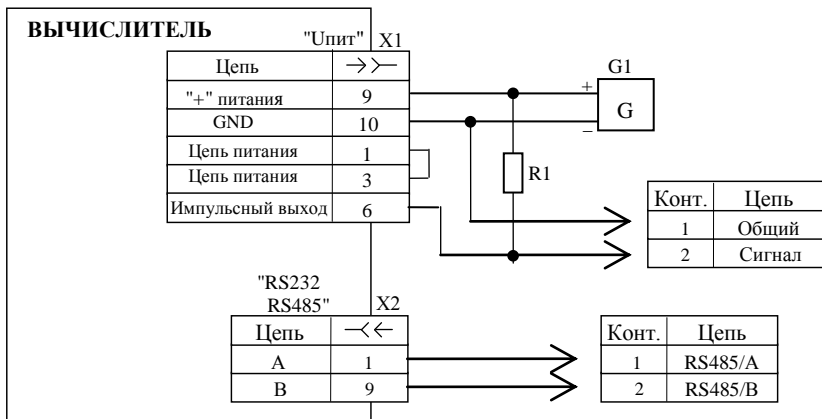 ВЫЧИСЛИТЕЛЬ
"Uпит" X1
Цепь
"+" питания 9
GND 10
Цепь питания 1
Цепь питания 3
Импульсный выход 6
G1
+
G
–
R1
Конт. Цепь
1 Общий
2 Сигнал
"RS232
RS485" X2
Цепь
A 1
B 9
Конт. Цепь
1 RS485/A
2 RS485/B